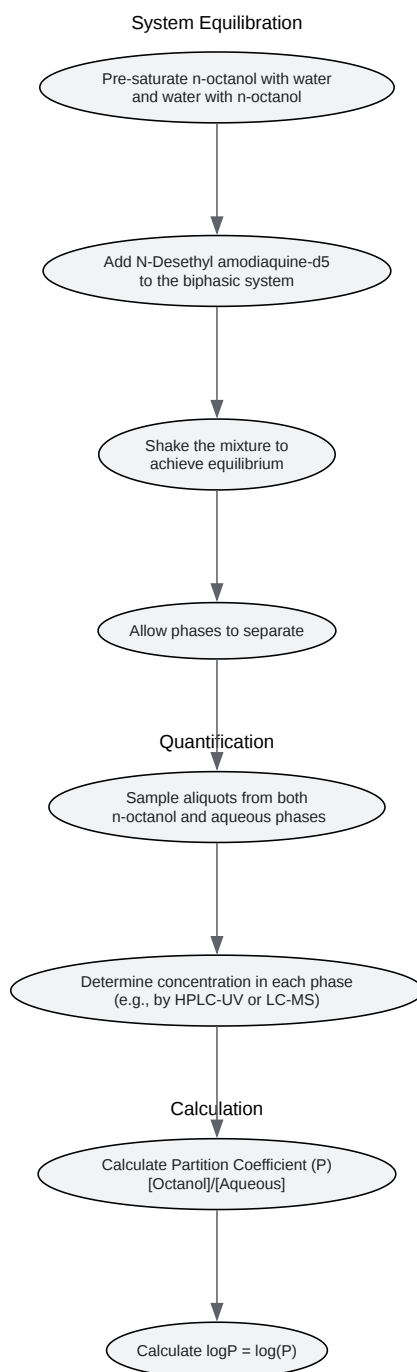 System Equilibration
Pre-saturate n-octanol with water
and water with n-octanol
Add N-Desethyl amodiaquine-d5
to the biphasic system
Shake the mixture to
achieve equilibrium
Allow phases to separate
Quantification
Sample aliquots from both
n-octanol and aqueous phases
Determine concentration in each phase
(e.g., by HPLC-UV or LC-MS)
Calculation
Calculate Partition Coefficient (P)
[Octanol]/[Aqueous]
Calculate logP = log(P)